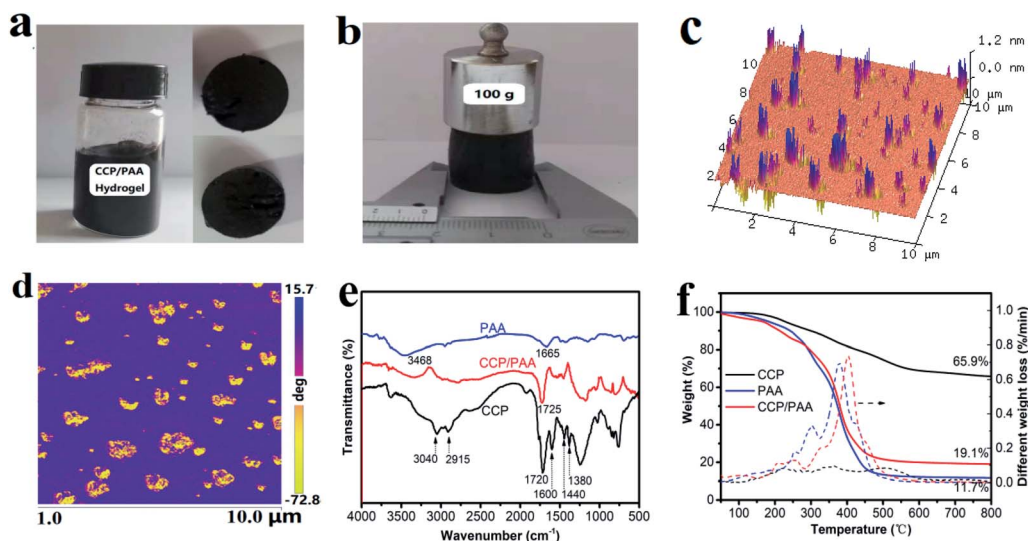 a
CCP/PAA
Hydrogel
b
100 g
2 1 0
c
1.2 nm
0.0 nm
10 μm
10
8
6
4
2
8
6
4
2
2
4
6
8
10 μm
d
15.7
deg
-72.8
1.0
10.0 μm
e
PAA
3468
1665
CCP/PAA
CCP
1725
3040
2915
1720
1600
1440
1380
Transmittance (%)
4000 3500 3000 2500 2000 1500 1000 500
Wavenumber (cm⁻¹)
f
100
80
60
40
20
0
Weight (%)
CCP
PAA
CCP/PAA
65.9%
19.1%
11.7%
1.0
0.8
0.6
0.4
0.2
0.0
Different weight loss (%/min)
100 200 300 400 500 600 700 800
Temperature (℃)